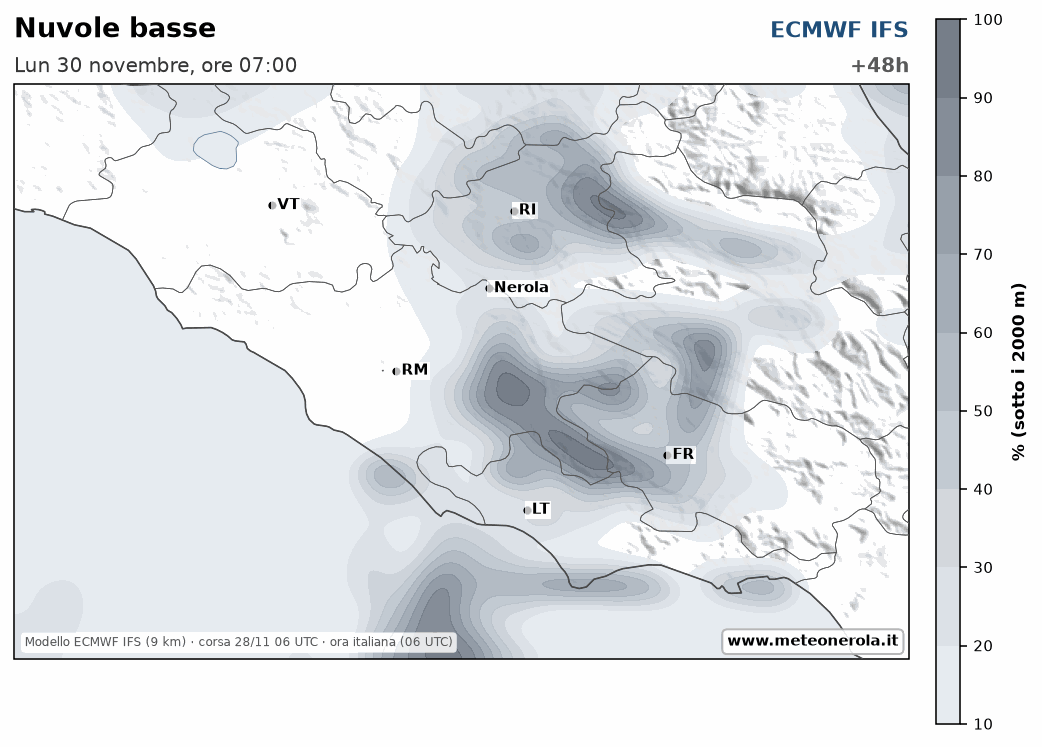 Nuvole basse
ECMWF IFS
Lun 30 novembre, ore 07:00
+48h
VT
RI
Nerola
RM
FR
LT
Modello ECMWF IFS (9 km) · corsa 28/11 06 UTC · ora italiana (06 UTC)
www.meteonerola.it
100
90
80
70
60
50
40
30
20
10
% (sotto i 2000 m)